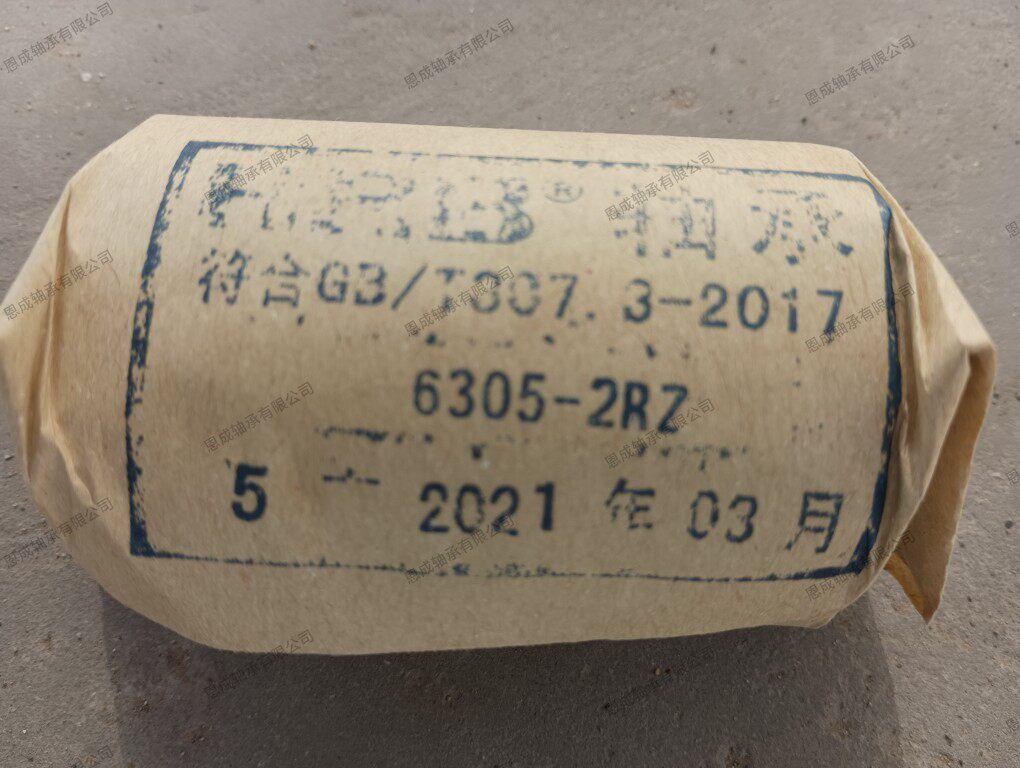 HRB® 轴承
符合GB/T307.3-2017
6305-2RZ
5 2021 年 03 月
恩成轴承有限公司